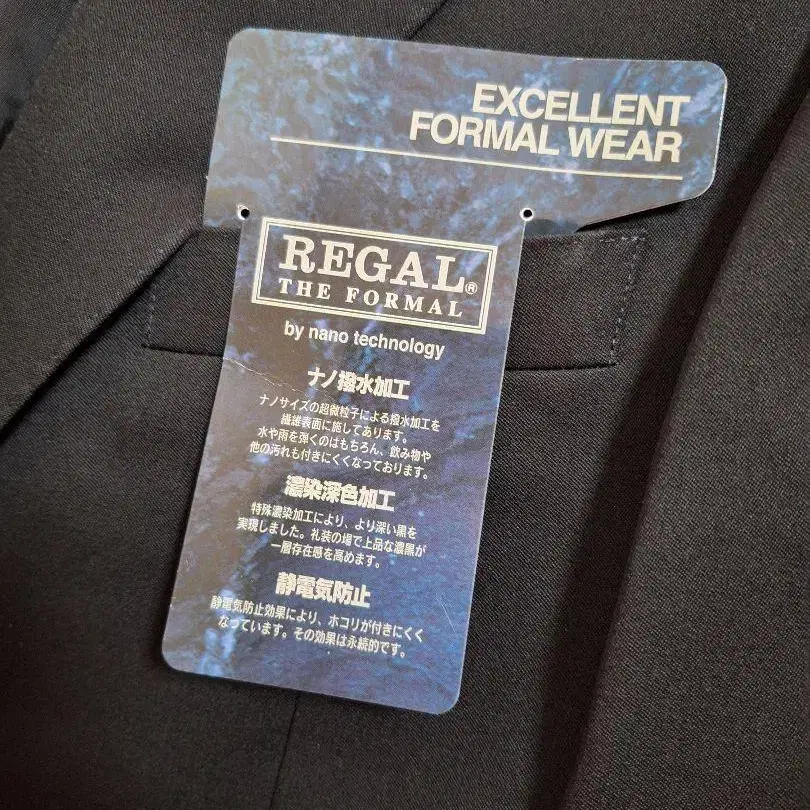 EXCELLENT
FORMAL WEAR
REGAL®
THE FORMAL
by nano technology
ナノ撥水加工
ナノサイズの超微粒子による撥水加工を
繊維表面に施してあります。
水や雨を弾くのはもちろん、飲み物や
他の汚れも付きにくくなっております。
濃染深色加工
特殊濃染加工により、より深い黒を
実現しました。礼装の場で上品な濃黒が
一層存在感を高めます。
静電気防止
静電気防止効果により、ホコリが付きにくく
なっています。その効果は永続的です。